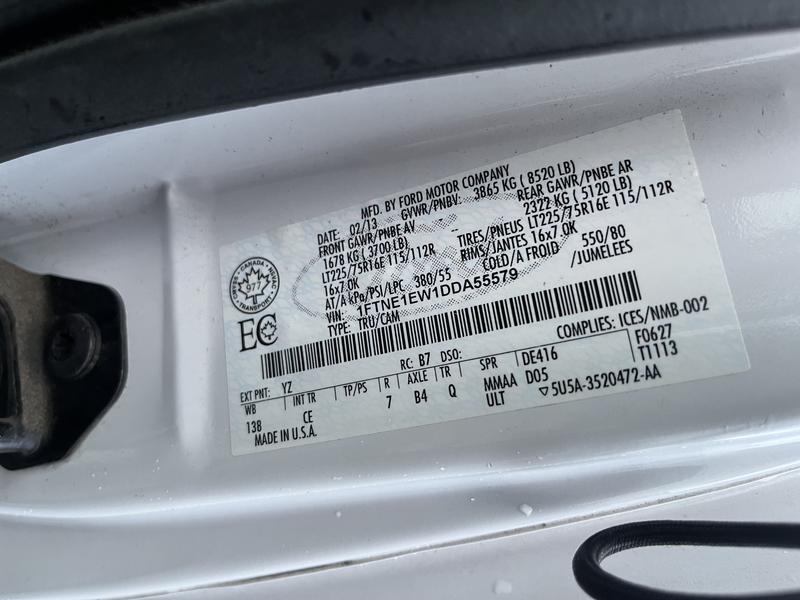 MFD. BY FORD MOTOR COMPANY
DATE: 02/13 GVWR/PNBV: 3865 KG ( 8520 LB)
FRONT GAWR/PNBE AV REAR GAWR/PNBE AR
1678 KG ( 3700 LB) 2322 KG ( 5120 LB)
LT225/75R16E 115/112R TIRES/PNEUS LT225/75R16E 115/112R
16x7.0K RIMS/JANTES 16x7.0K
AT/A kPa/PSI/LPC 380/55 COLD/A FROID 550/80
VIN: 1FTNE1EW1DDA55579 /JUMELEES
TYPE: TRU/CAM
CANADA
977
TRANSPORT
EC
COMPLIES: ICES/NMB-002
EXT PNT: YZ RC: B7 DSO: F0627
WB INT TR TP/PS R AXLE TR SPR DE416 T1113
138 CE 7 B4 Q MMAA D05
ULT ▽5U5A-3520472-AA
MADE IN U.S.A.